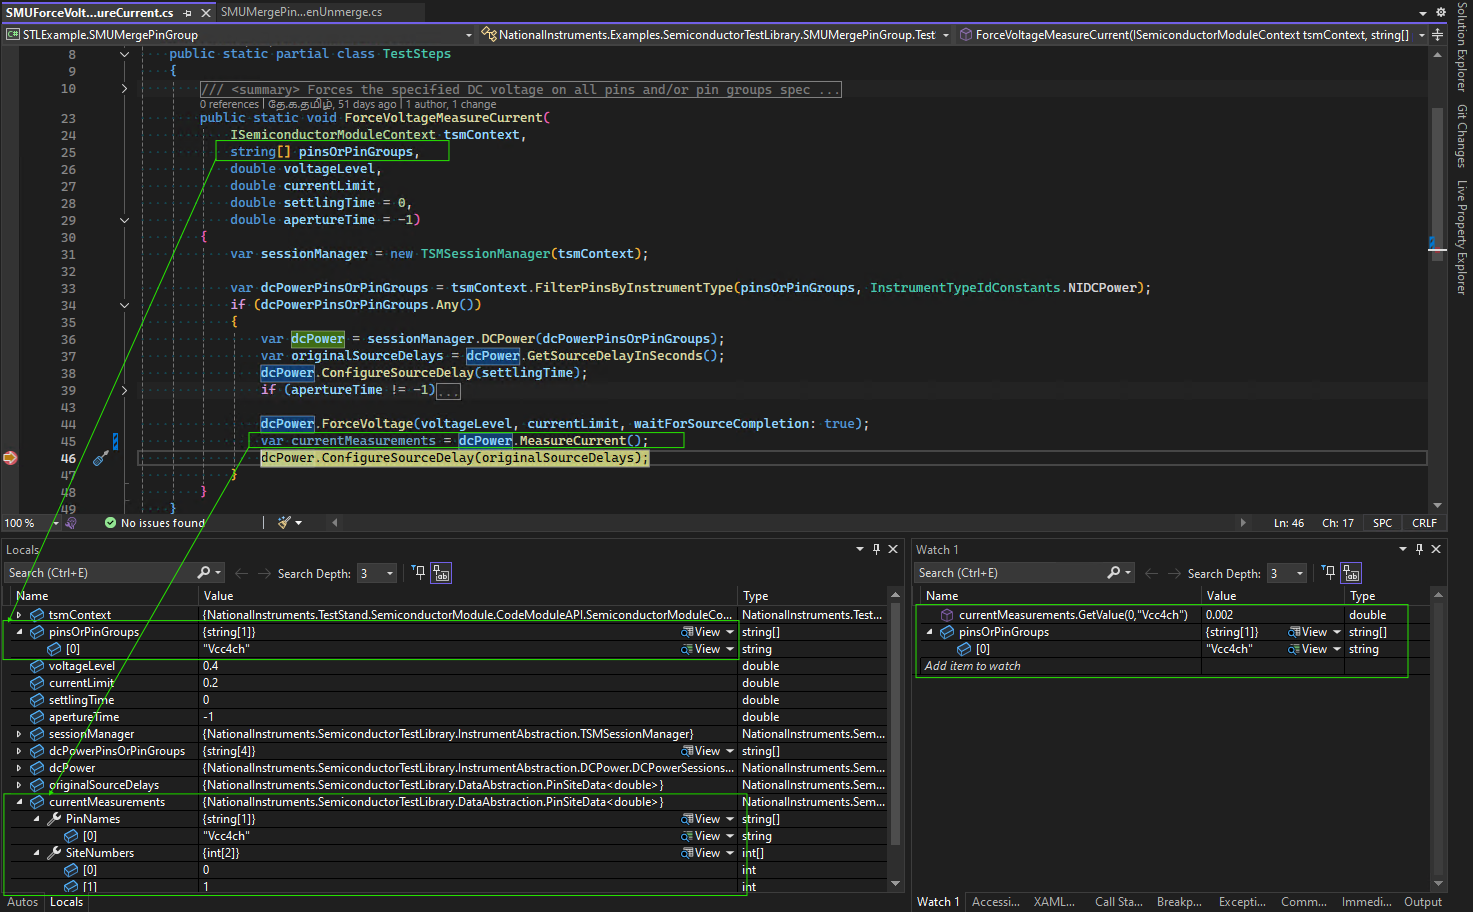 SMUForceVolt...ureCurrent.cs
SMUMergePin...enUnmerge.cs
STLExample.SMUMergePinGroup
NationalInstruments.Examples.SemiconductorTestLibrary.SMUMergePinGroup.Test
ForceVoltageMeasureCurrent(ISemiconductorModuleContext tsmContext, string[]
8 public static partial class TestSteps
9 {
10 /// <summary> Forces the specified DC voltage on all pins and/or pin groups spec ...
0 references | தே.க.தமிழ், 51 days ago | 1 author, 1 change
23 public static void ForceVoltageMeasureCurrent(
24 ISemiconductorModuleContext tsmContext,
25 string[] pinsOrPinGroups,
26 double voltageLevel,
27 double currentLimit,
28 double settlingTime = 0,
29 double apertureTime = -1)
30 {
31 var sessionManager = new TSMSessionManager(tsmContext);
32
33 var dcPowerPinsOrPinGroups = tsmContext.FilterPinsByInstrumentType(pinsOrPinGroups, InstrumentTypeIdConstants.NIDCPower);
34 if (dcPowerPinsOrPinGroups.Any())
35 {
36 var dcPower = sessionManager.DCPower(dcPowerPinsOrPinGroups);
37 var originalSourceDelays = dcPower.GetSourceDelayInSeconds();
38 dcPower.ConfigureSourceDelay(settlingTime);
39 if (apertureTime != -1)...
43
44 dcPower.ForceVoltage(voltageLevel, currentLimit, waitForSourceCompletion: true);
45 var currentMeasurements = dcPower.MeasureCurrent();
46 dcPower.ConfigureSourceDelay(originalSourceDelays);
47 }
48 }
49 }
100 % No issues found Ln: 46 Ch: 17 SPC CRLF
Solution Explorer
Git Changes
Live Property Explorer
Locals
Search (Ctrl+E) Search Depth: 3
Name Value Type
tsmContext {NationalInstruments.TestStand.SemiconductorModule.CodeModuleAPI.SemiconductorModuleCo... NationalInstruments.Test...
pinsOrPinGroups {string[1]} View string[]
[0] "Vcc4ch" View string
voltageLevel 0.4 double
currentLimit 0.2 double
settlingTime 0 double
apertureTime -1 double
sessionManager {NationalInstruments.SemiconductorTestLibrary.InstrumentAbstraction.TSMSessionManager} NationalInstruments.Sem...
dcPowerPinsOrPinGroups {string[4]} View string[]
dcPower {NationalInstruments.SemiconductorTestLibrary.InstrumentAbstraction.DCPower.DCPowerSessions... NationalInstruments.Sem...
originalSourceDelays {NationalInstruments.SemiconductorTestLibrary.DataAbstraction.PinSiteData<double>} NationalInstruments.Sem...
currentMeasurements {NationalInstruments.SemiconductorTestLibrary.DataAbstraction.PinSiteData<double>} NationalInstruments.Sem...
PinNames {string[1]} View string[]
[0] "Vcc4ch" View string
SiteNumbers {int[2]} View int[]
[0] 0 int
[1] 1 int
Autos Locals
Watch 1
Search (Ctrl+E) Search Depth: 3
Name Value Type
currentMeasurements.GetValue(0,"Vcc4ch") 0.002 double
pinsOrPinGroups {string[1]} View string[]
[0] "Vcc4ch" View string
Add item to watch
Watch 1 Accessi... XAML... Call Sta... Breakp... Excepti... Comm... Immedi... Output